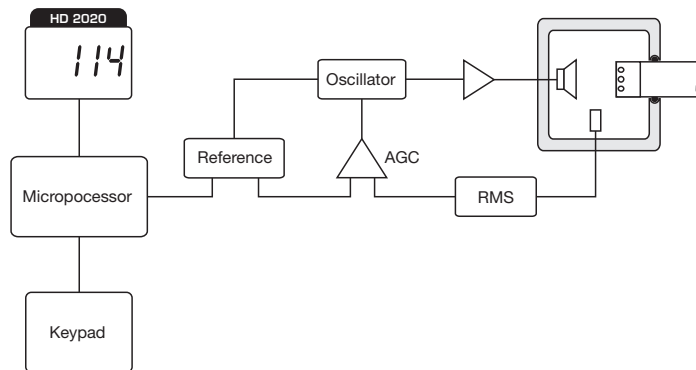 HD 2020
114
Oscillator
Reference
AGC
Micropocessor
RMS
Keypad